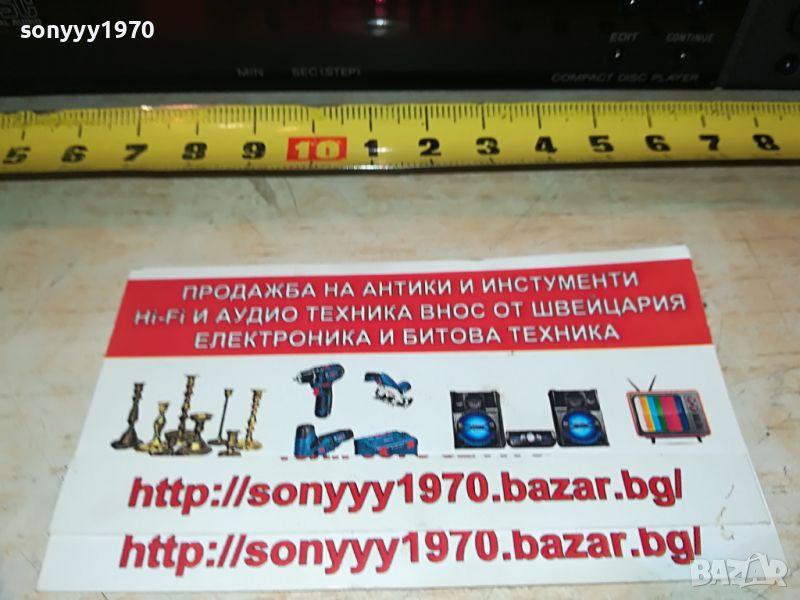 sonyyy1970
EDIT CONTINUE
MIN SEC(STEP)
COMPACT DISC PLAYER
5 6 7 8 9 10 1 2 3 4 5 6 7 8
ПРОДАЖБА НА АНТИКИ И ИНСТУМЕНТИ
Hi-Fi И АУДИО ТЕХНИКА ВНОС ОТ ШВЕЙЦАРИЯ
ЕЛЕКТРОНИКА И БИТОВА ТЕХНИКА
http://sonyyy1970.bazar.bg/
http://sonyyy1970.bazar.bg/
BAZAR